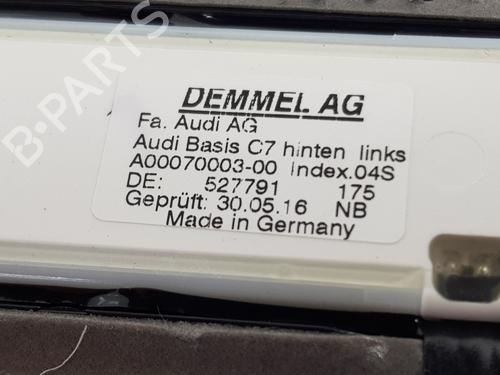 B-PARTS
DEMMEL AG
Fa. Audi AG
Audi Basis C7 hinten links
A00070003-00 Index.04S
DE: 527791 175
Geprüft: 30.05.16 NB
Made in Germany